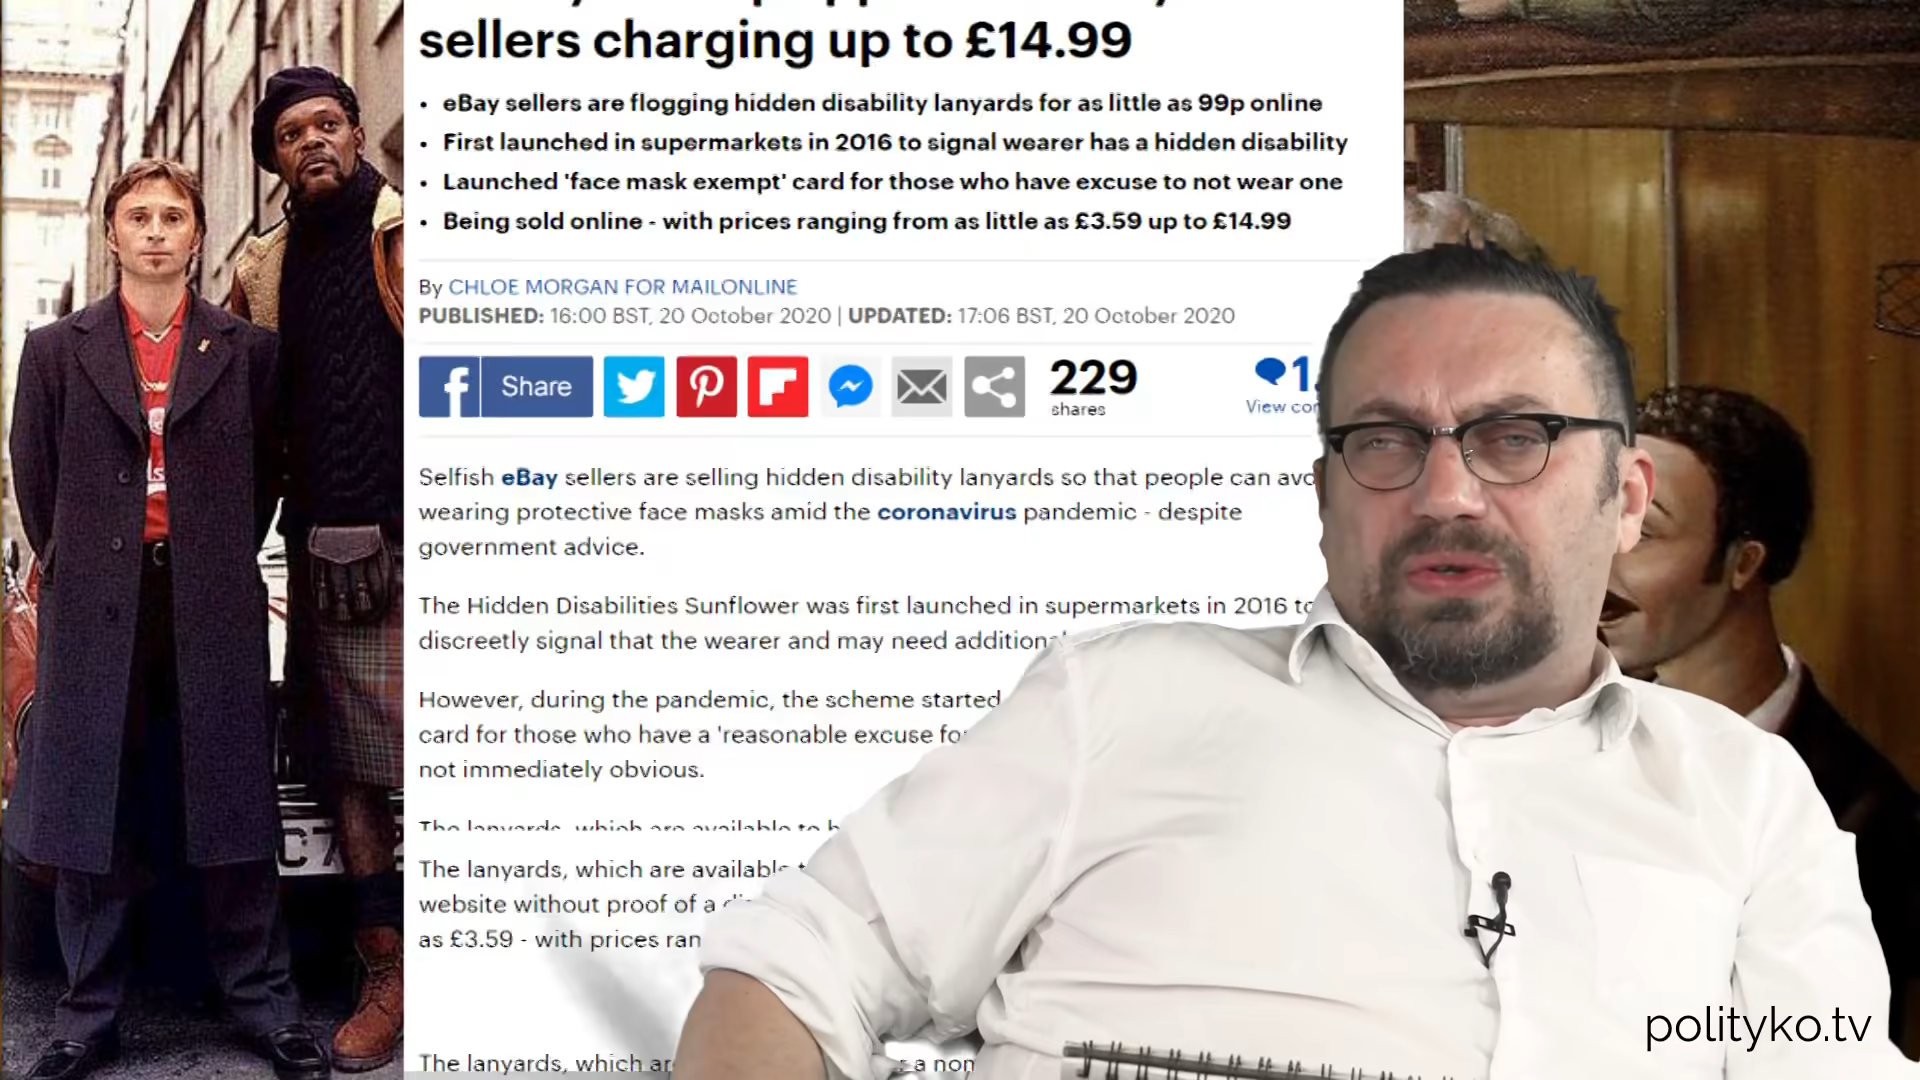 sellers charging up to £14.99
• eBay sellers are flogging hidden disability lanyards for as little as 99p online
• First launched in supermarkets in 2016 to signal wearer has a hidden disability
• Launched 'face mask exempt' card for those who have excuse to not wear one
• Being sold online - with prices ranging from as little as £3.59 up to £14.99
By CHLOE MORGAN FOR MAILONLINE
PUBLISHED: 16:00 BST, 20 October 2020 | UPDATED: 17:06 BST, 20 October 2020
Share
229
shares
1
View
Selfish eBay sellers are selling hidden disability lanyards so that people can
wearing protective face masks amid the coronavirus pandemic - despite
government advice.
The Hidden Disabilities Sunflower was first launched in supermarkets in 2016
discreetly signal that the wearer and may need
However, during the pandemic, the scheme started
card for those who have a 'reasonable excuse
not immediately obvious.
The lanyards, which are available to
The lanyards, which are
website without proof of a
as £3.59 - with prices
The lanyards, which
a
polityko.tv